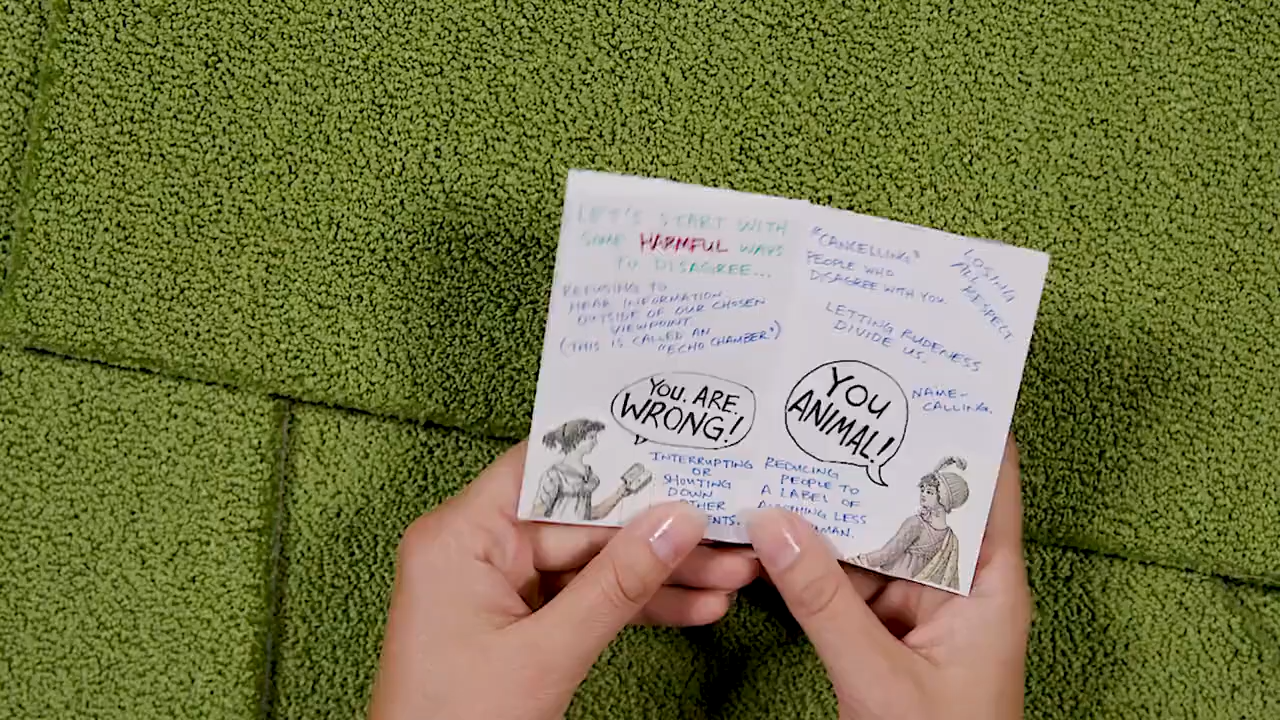 LET'S START WITH
SOME HARMFUL WAYS
TO DISAGREE...
REFUSING TO
HEAR INFORMATION
OUTSIDE OF OUR CHOSEN
VIEWPOINT
(THIS IS CALLED AN
"ECHO CHAMBER")
YOU. ARE.
WRONG!
INTERRUPTING
OR
SHOUTING
DOWN
OTHER
"CANCELLING"
PEOPLE WHO
DISAGREE WITH YOU.
LOSING
ALL
RESPECT
LETTING RUDENESS
DIVIDE US.
YOU
ANIMAL!!
NAME-
CALLING.
REDUCING
PEOPLE TO
A LABEL OF
LESS